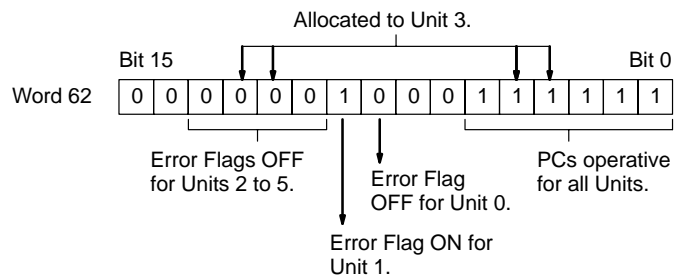 Allocated to Unit 3.
Bit 15 Bit 0
Word 62 0 0 0 0 0 0 1 0 0 0 1 1 1 1 1 1
Error Flags OFF
for Units 2 to 5.
Error Flag
OFF for Unit 0.
PCs operative
for all Units.
Error Flag ON for
Unit 1.